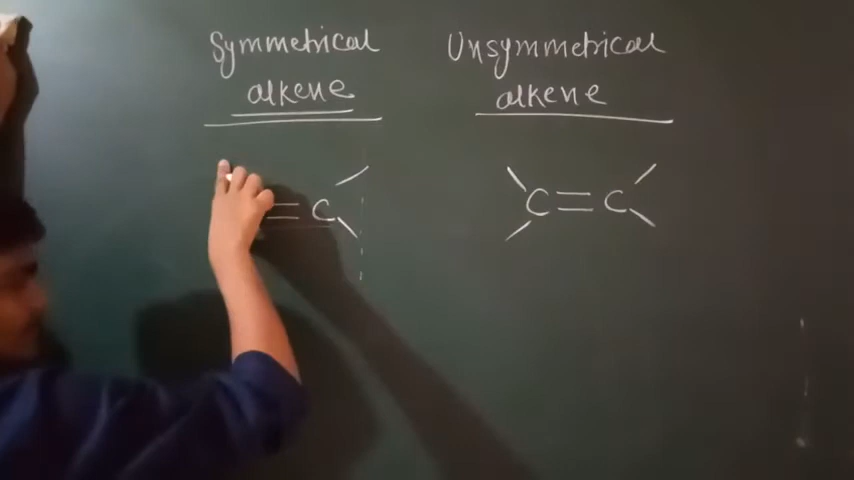 Symmetrical
alkene
Unsymmetrical
alkene
= C
C = C